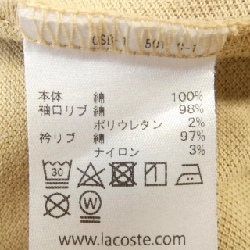 本体 綿 100%
袖口リブ 綿 98%
ポリウレタン 2%
衿リブ 綿 97%
ナイロン 3%
30
W
www.lacoste.com